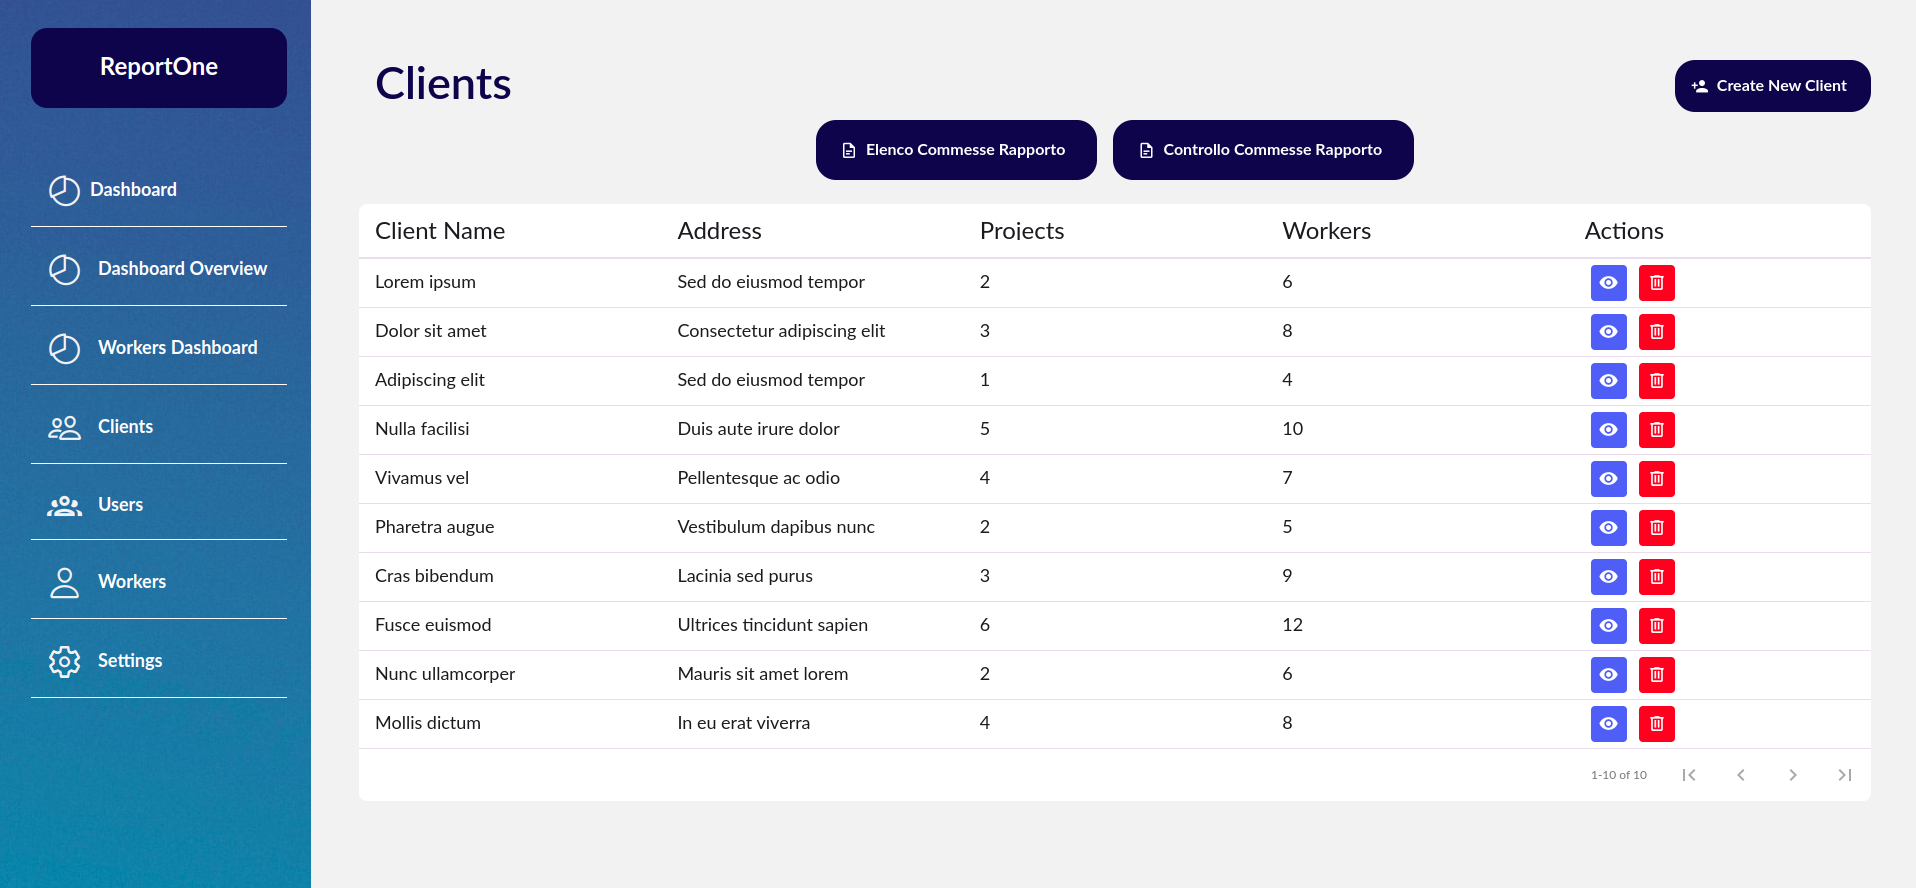 ReportOne
Dashboard
Dashboard Overview
Workers Dashboard
Clients
Users
Workers
Settings
Clients
Create New Client
Elenco Commesse Rapporto Controllo Commesse Rapporto
Client Name Address Projects Workers Actions
Lorem ipsum Sed do eiusmod tempor 2 6
Dolor sit amet Consectetur adipiscing elit 3 8
Adipiscing elit Sed do eiusmod tempor 1 4
Nulla facilisi Duis aute irure dolor 5 10
Vivamus vel Pellentesque ac odio 4 7
Pharetra augue Vestibulum dapibus nunc 2 5
Cras bibendum Lacinia sed purus 3 9
Fusce euismod Ultrices tincidunt sapien 6 12
Nunc ullamcorper Mauris sit amet lorem 2 6
Mollis dictum In eu erat viverra 4 8
1-10 of 10